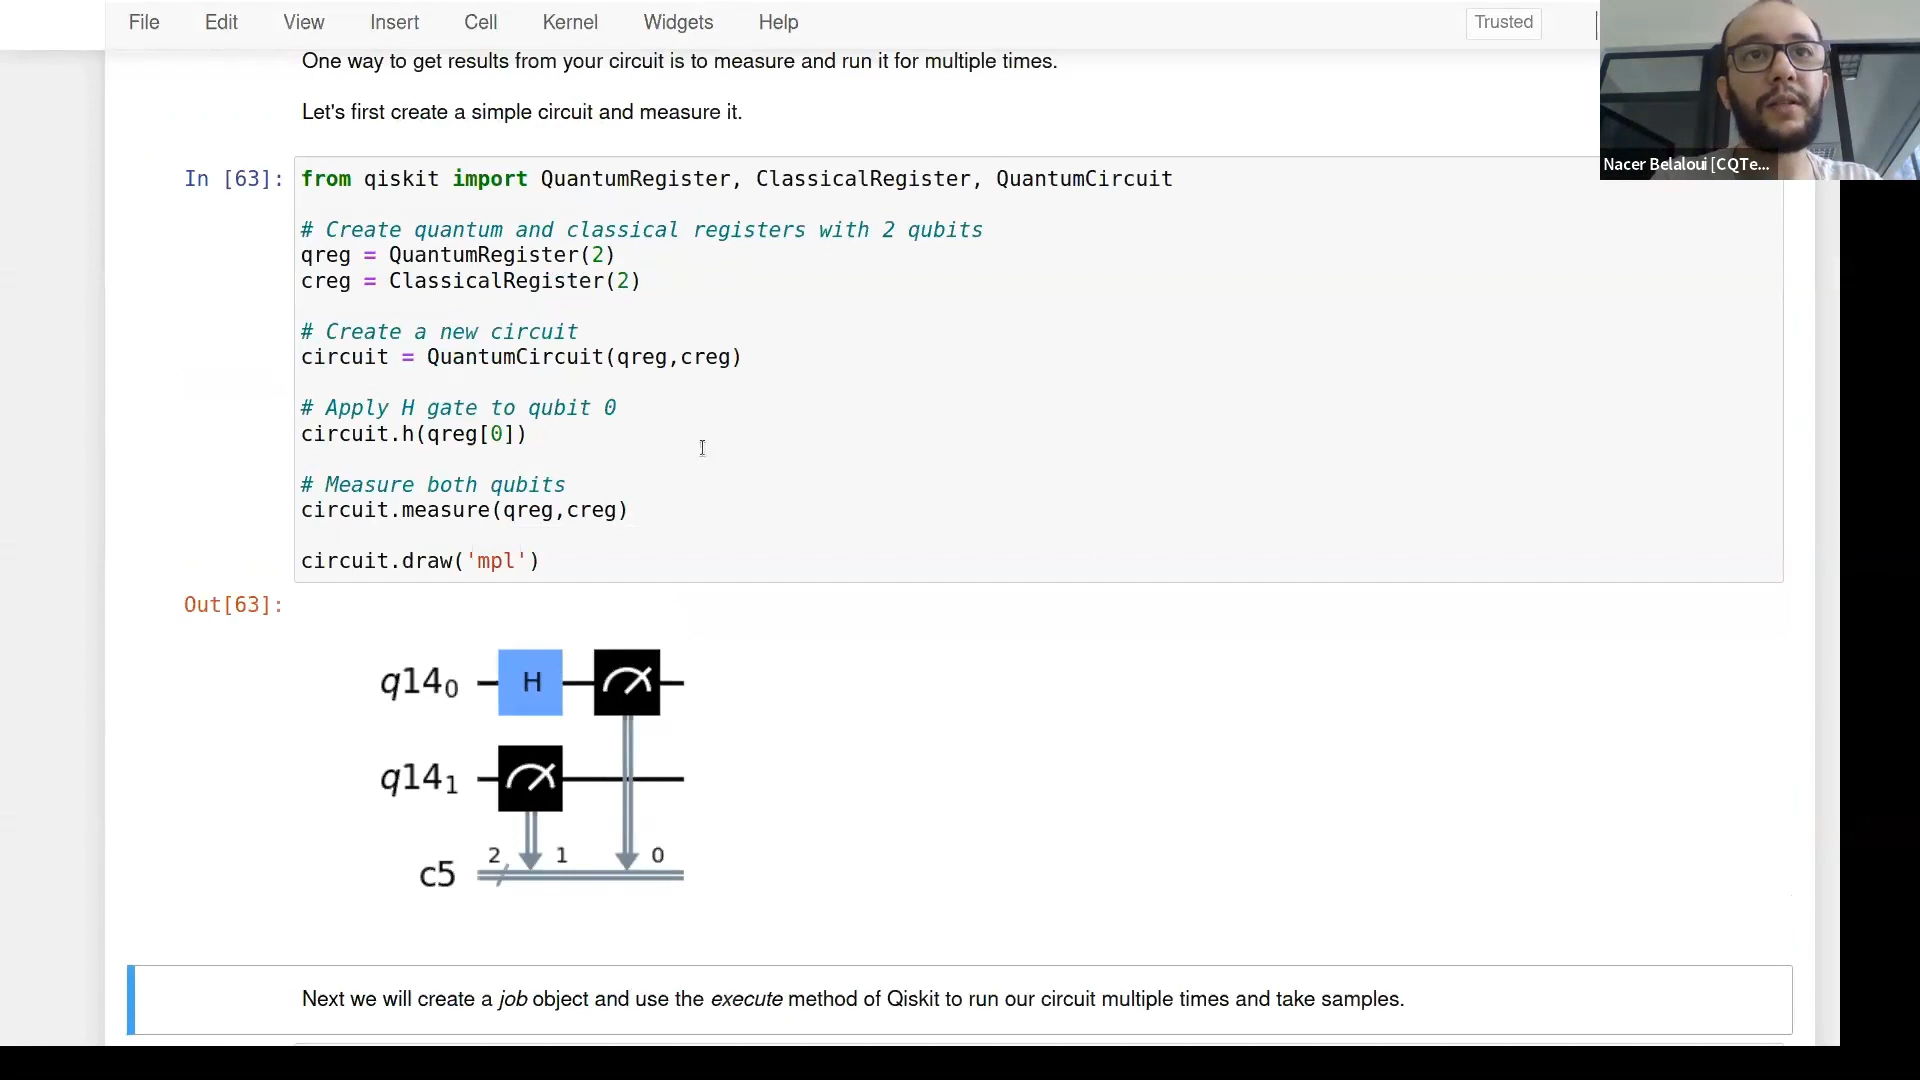 File Edit View Insert Cell Kernel Widgets Help Trusted
One way to get results from your circuit is to measure and run it for multiple times.
Let's first create a simple circuit and measure it.
Nacer Belaloui [CQTe...
In [63]: from qiskit import QuantumRegister, ClassicalRegister, QuantumCircuit
# Create quantum and classical registers with 2 qubits
qreg = QuantumRegister(2)
creg = ClassicalRegister(2)
# Create a new circuit
circuit = QuantumCircuit(qreg,creg)
# Apply H gate to qubit 0
circuit.h(qreg[0])
# Measure both qubits
circuit.measure(qreg,creg)
circuit.draw('mpl')
Out[63]:
q14₀ H
q14₁
2 1 0
c5
Next we will create a job object and use the execute method of Qiskit to run our circuit multiple times and take samples.